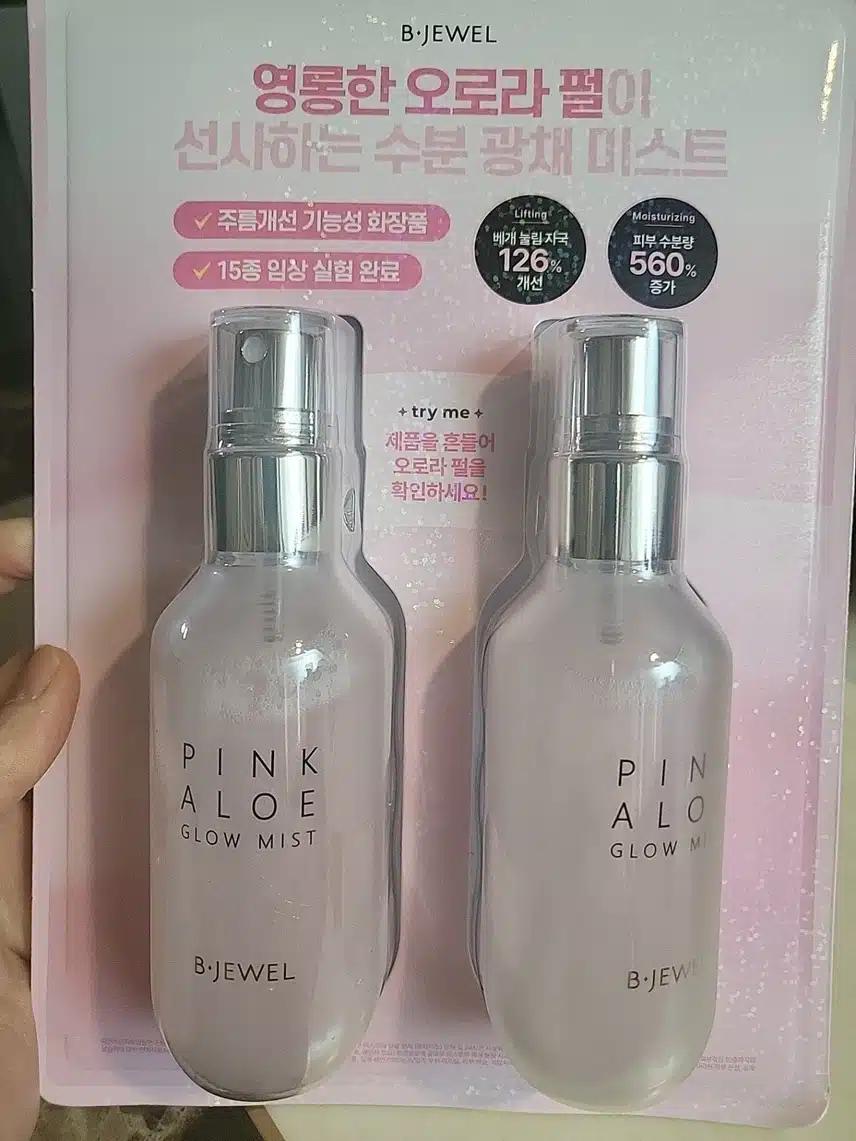 B·JEWEL
영롱한 오로라 펄이
선사하는 수분 광채 미스트
✓ 주름개선 기능성 화장품
✓ 15종 임상 실험 완료
Lifting
베개 눌림 자국
126%
개선
Moisturizing
피부 수분량
560%
증가
try me
제품을 흔들어
오로라 펄을
확인하세요!
PINK
ALOE
GLOW MIST
B·JEWEL
PIN
ALO
GLOW MI
B·JEW